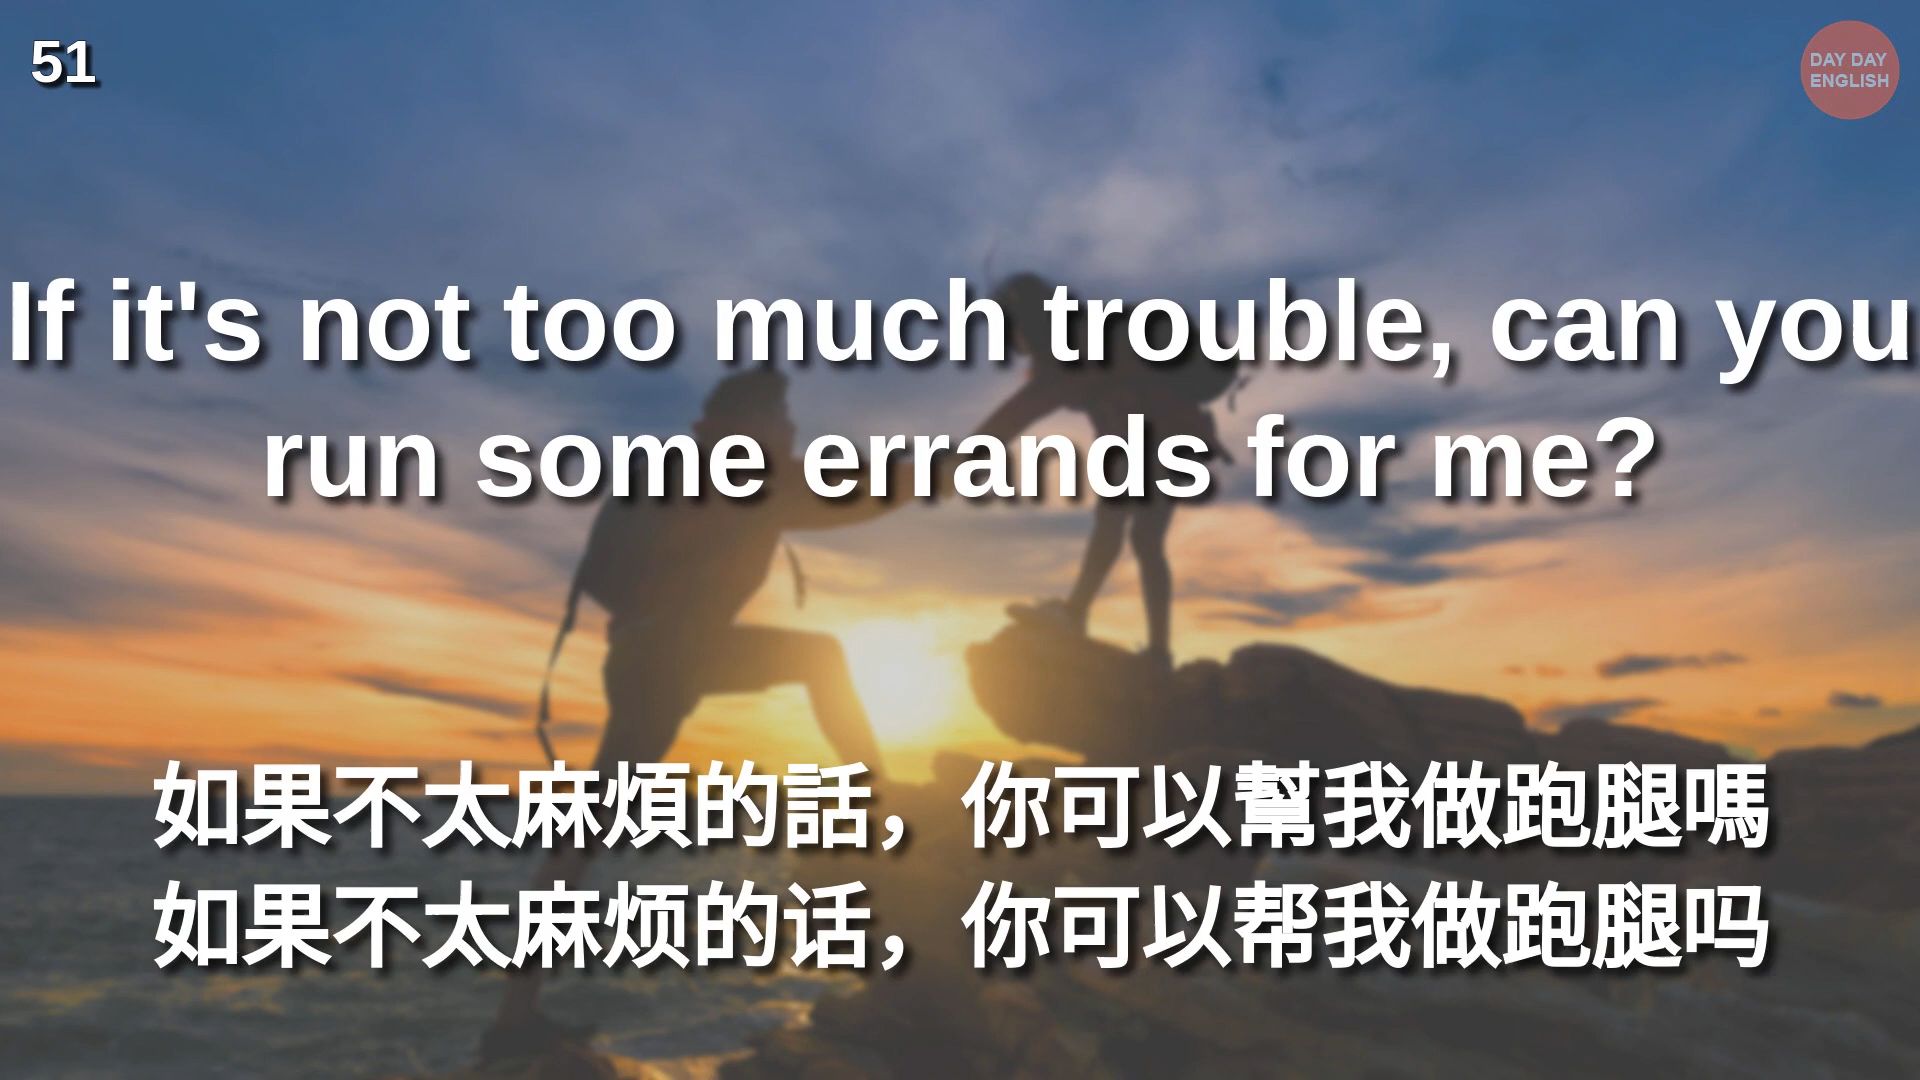 51
DAY DAY
ENGLISH
If it's not too much trouble, can you
run some errands for me?
如果不太麻煩的話，你可以幫我做跑腿嗎
如果不太麻烦的话，你可以帮我做跑腿吗